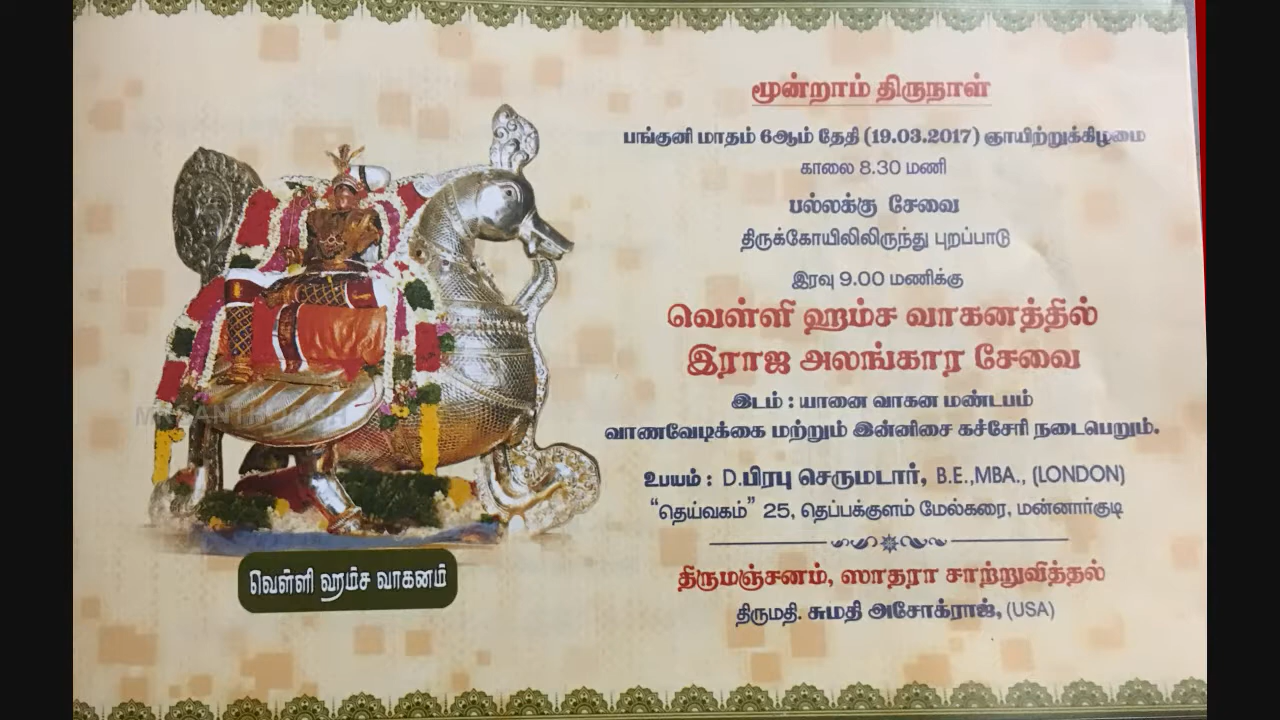 மூன்றாம் திருநாள்
பங்குனி மாதம் 6ஆம் தேதி (19.03.2017) ஞாயிற்றுக்கிழமை
காலை 8.30 மணி
பல்லக்கு சேவை
திருக்கோயிலிலிருந்து புறப்பாடு
இரவு 9.00 மணிக்கு
வெள்ளி ஹம்ச வாகனத்தில்
இராஜ அலங்கார சேவை
இடம் : யானை வாகன மண்டபம்
வாணவேடிக்கை மற்றும் இன்னிசை கச்சேரி நடைபெறும்.
உபயம் : D.பிரபு செருமடார், B.E.,MBA., (LONDON)
“தெய்வகம்” 25, தெப்பக்குளம் மேல்கரை, மன்னார்குடி
திருமஞ்சனம், ஸாதரா சாற்றுவித்தல்
திருமதி. சுமதி அசோக்ராஜ், (USA)
வெள்ளி ஹம்ச வாகனம்